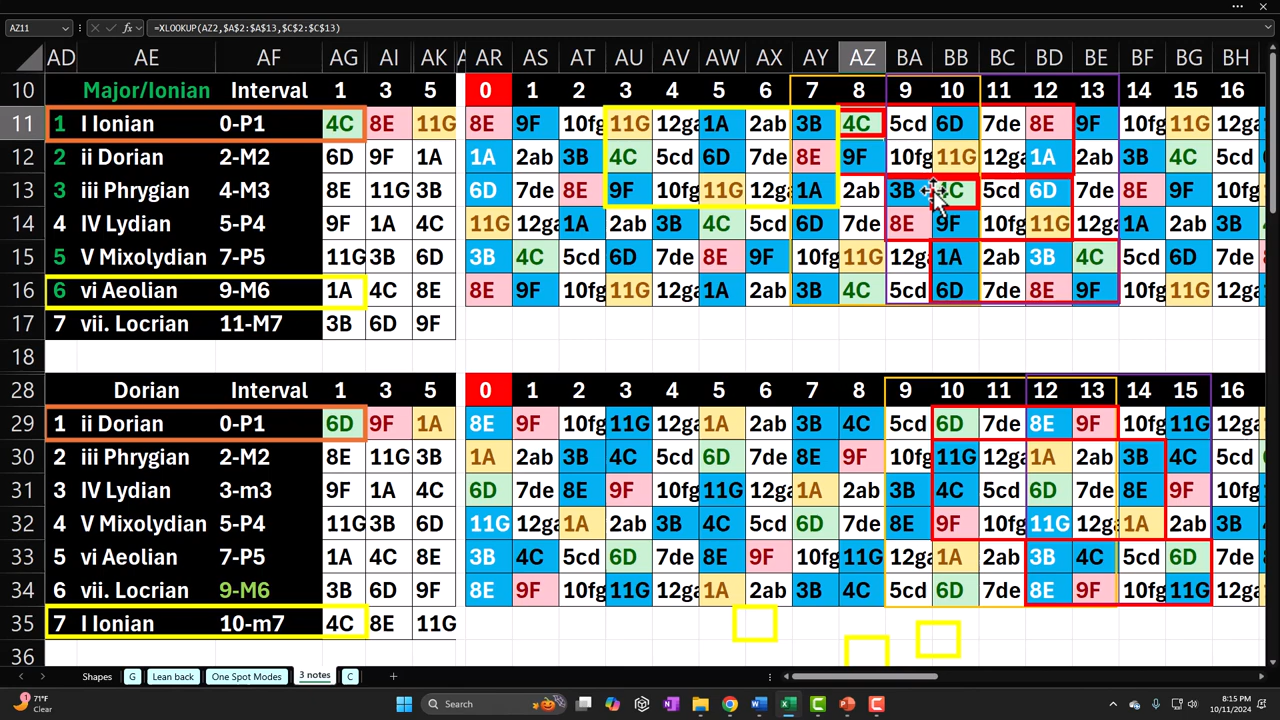 AZ11 =XLOOKUP(AZ2,$A$2:$A$13,$C$2:$C$13)
AD AE AF AG AI AK A AR AS AT AU AV AW AX AY AZ BA BB BC BD BE BF BG BH
10 Major/Ionian Interval 1 3 5 0 1 2 3 4 5 6 7 8 9 10 11 12 13 14 15 16
11 1 I Ionian 0-P1 4C 8E 11G 8E 9F 10fg 11G 12ga 1A 2ab 3B 4C 5cd 6D 7de 8E 9F 10fg 11G 12ga
12 2 ii Dorian 2-M2 6D 9F 1A 1A 2ab 3B 4C 5cd 6D 7de 8E 9F 10fg 11G 12ga 1A 2ab 3B 4C 5cd
13 3 iii Phrygian 4-M3 8E 11G 3B 6D 7de 8E 9F 10fg 11G 12ga 1A 2ab 3B 4C 5cd 6D 7de 8E 9F 10fg
14 4 IV Lydian 5-P4 9F 1A 4C 11G 12ga 1A 2ab 3B 4C 5cd 6D 7de 8E 9F 10fg 11G 12ga 1A 2ab 3B
15 5 V Mixolydian 7-P5 11G 3B 6D 3B 4C 5cd 6D 7de 8E 9F 10fg 11G 12ga 1A 2ab 3B 4C 5cd 6D 7de
16 6 vi Aeolian 9-M6 1A 4C 8E 8E 9F 10fg 11G 12ga 1A 2ab 3B 4C 5cd 6D 7de 8E 9F 10fg 11G 12ga
17 7 vii. Locrian 11-M7 3B 6D 9F
18
28 Dorian Interval 1 3 5 0 1 2 3 4 5 6 7 8 9 10 11 12 13 14 15 16
29 1 ii Dorian 0-P1 6D 9F 1A 8E 9F 10fg 11G 12ga 1A 2ab 3B 4C 5cd 6D 7de 8E 9F 10fg 11G 12ga
30 2 iii Phrygian 2-M2 8E 11G 3B 1A 2ab 3B 4C 5cd 6D 7de 8E 9F 10fg 11G 12ga 1A 2ab 3B 4C 5cd
31 3 IV Lydian 3-m3 9F 1A 4C 6D 7de 8E 9F 10fg 11G 12ga 1A 2ab 3B 4C 5cd 6D 7de 8E 9F 10fg
32 4 V Mixolydian 5-P4 11G 3B 6D 11G 12ga 1A 2ab 3B 4C 5cd 6D 7de 8E 9F 10fg 11G 12ga 1A 2ab 3B
33 5 vi Aeolian 7-P5 1A 4C 8E 3B 4C 5cd 6D 7de 8E 9F 10fg 11G 12ga 1A 2ab 3B 4C 5cd 6D 7de
34 6 vii. Locrian 9-M6 3B 6D 9F 8E 9F 10fg 11G 12ga 1A 2ab 3B 4C 5cd 6D 7de 8E 9F 10fg 11G 12ga
35 7 I Ionian 10-m7 4C 8E 11G
36
Shapes G Lean back One Spot Modes 3 notes C
71°F
Clear
Search
8:15 PM
10/11/2024